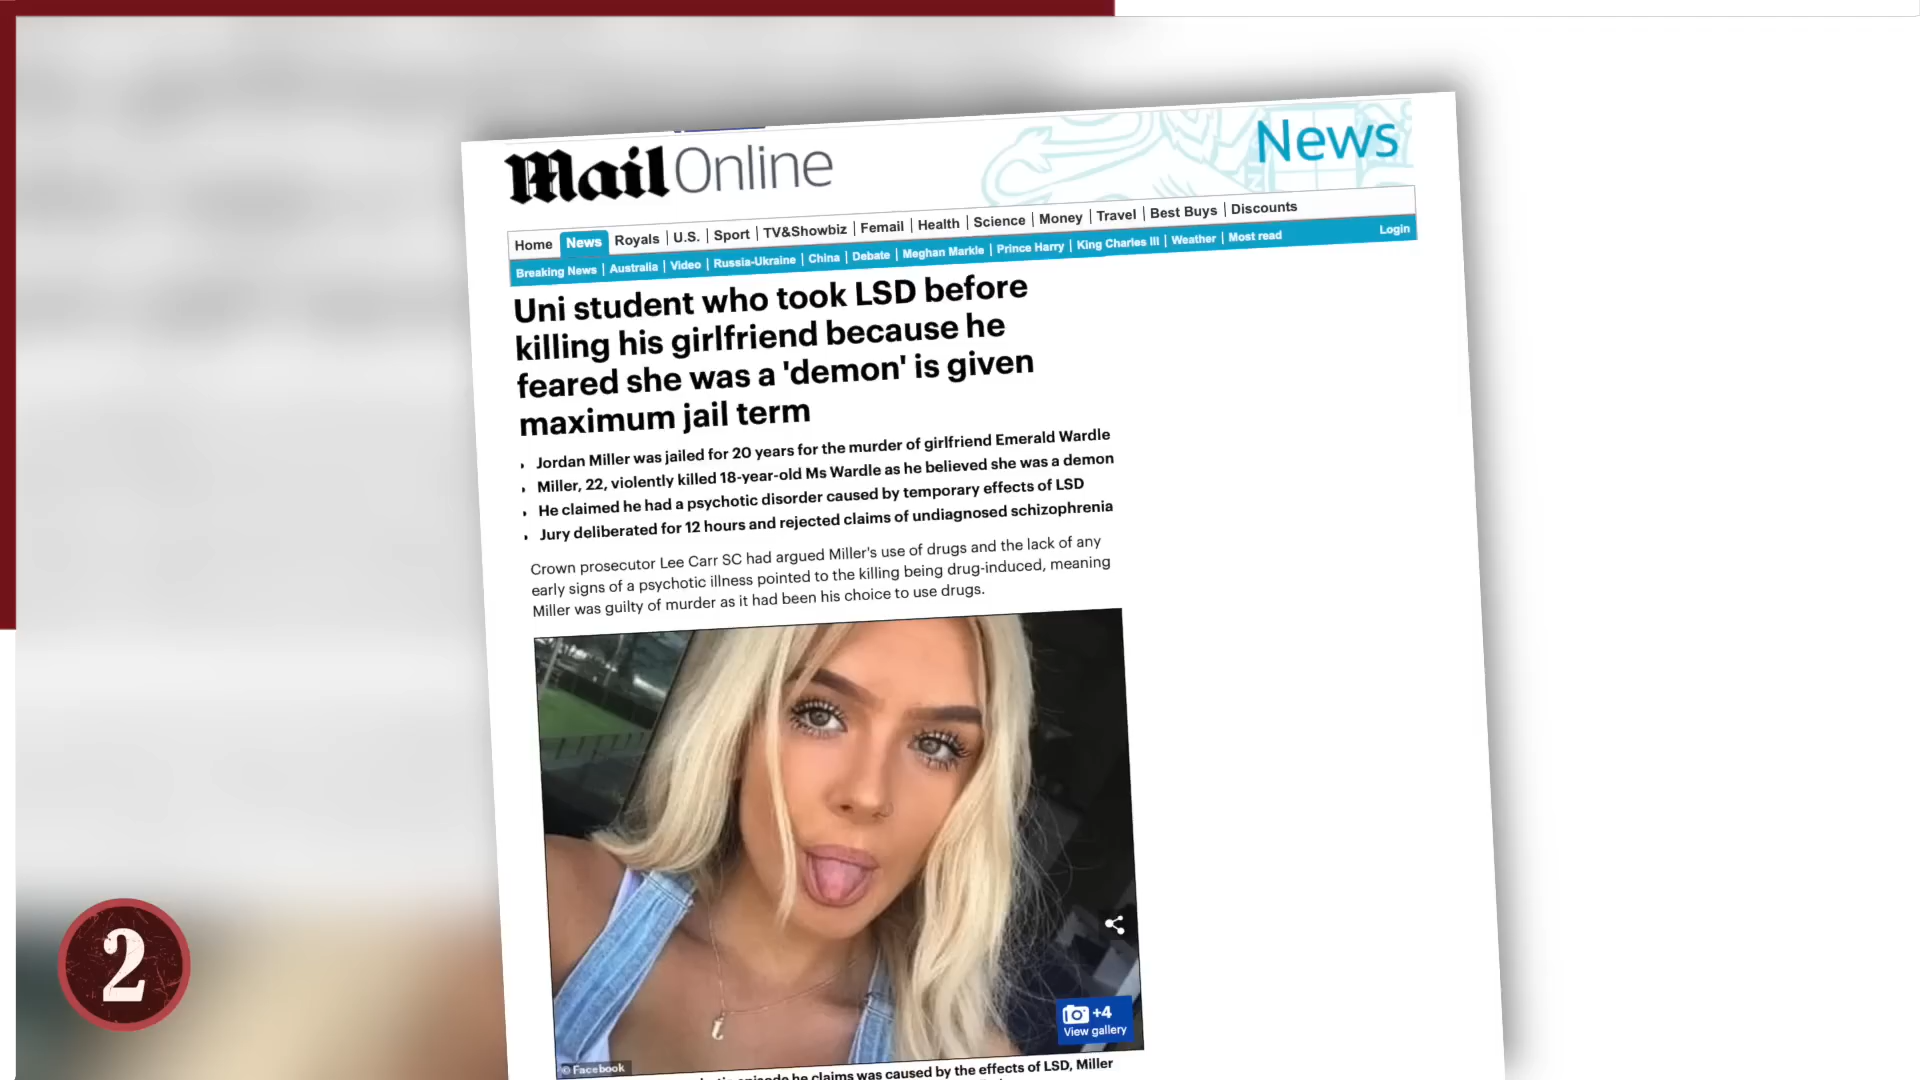 Mail Online
News
Home News Royals U.S. Sport TV&Showbiz Femail Health Science Money Travel Best Buys Discounts
Breaking News Australia Video Russia-Ukraine China Debate Meghan Markle Prince Harry King Charles III Weather Most read Login
Uni student who took LSD before
killing his girlfriend because he
feared she was a 'demon' is given
maximum jail term
Jordan Miller was jailed for 20 years for the murder of girlfriend Emerald Wardle
Miller, 22, violently killed 18-year-old Ms Wardle as he believed she was a demon
He claimed he had a psychotic disorder caused by temporary effects of LSD
Jury deliberated for 12 hours and rejected claims of undiagnosed schizophrenia
Crown prosecutor Lee Carr SC had argued Miller's use of drugs and the lack of any
early signs of a psychotic illness pointed to the killing being drug-induced, meaning
Miller was guilty of murder as it had been his choice to use drugs.
+4
View gallery
© Facebook
he claims was caused by the effects of LSD, Miller
2